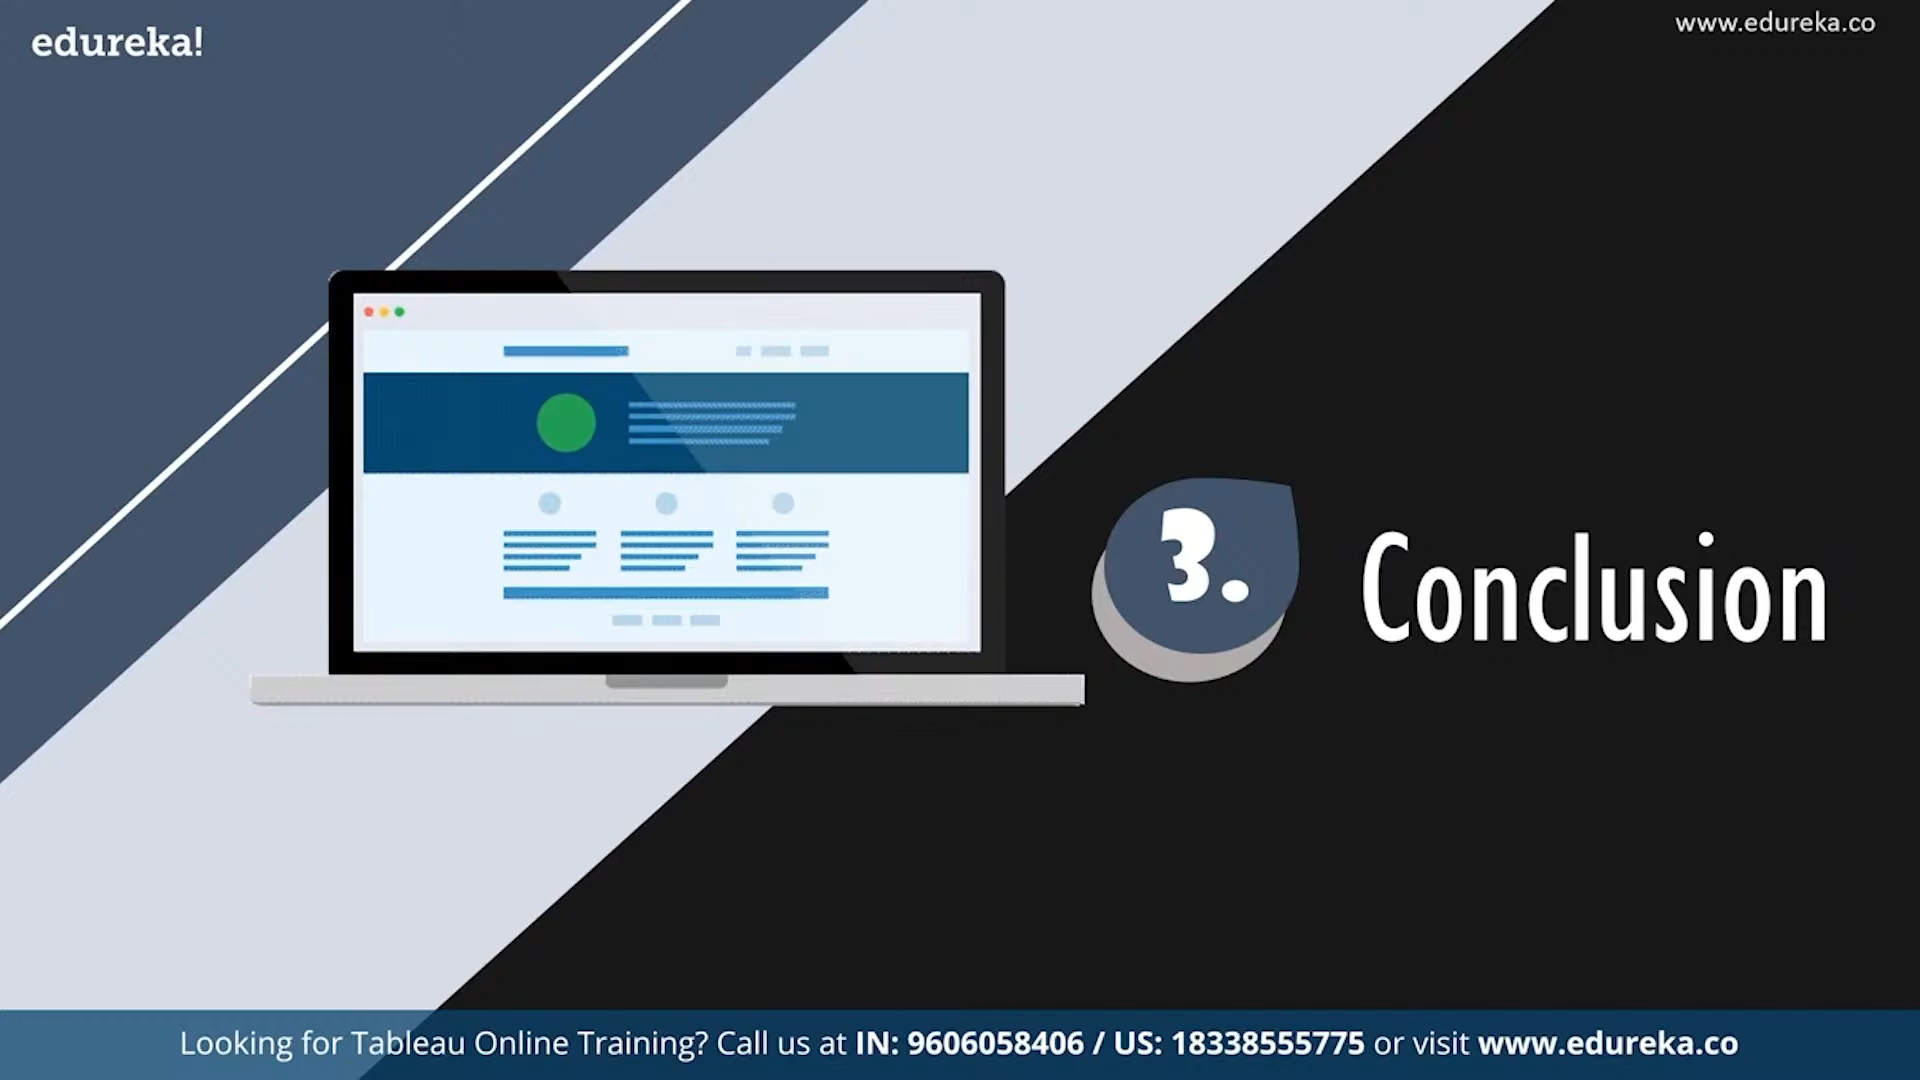 edureka!
www.edureka.co
3.
Conclusion
Looking for Tableau Online Training? Call us at IN: 9606058406 / US: 18338555775 or visit www.edureka.co